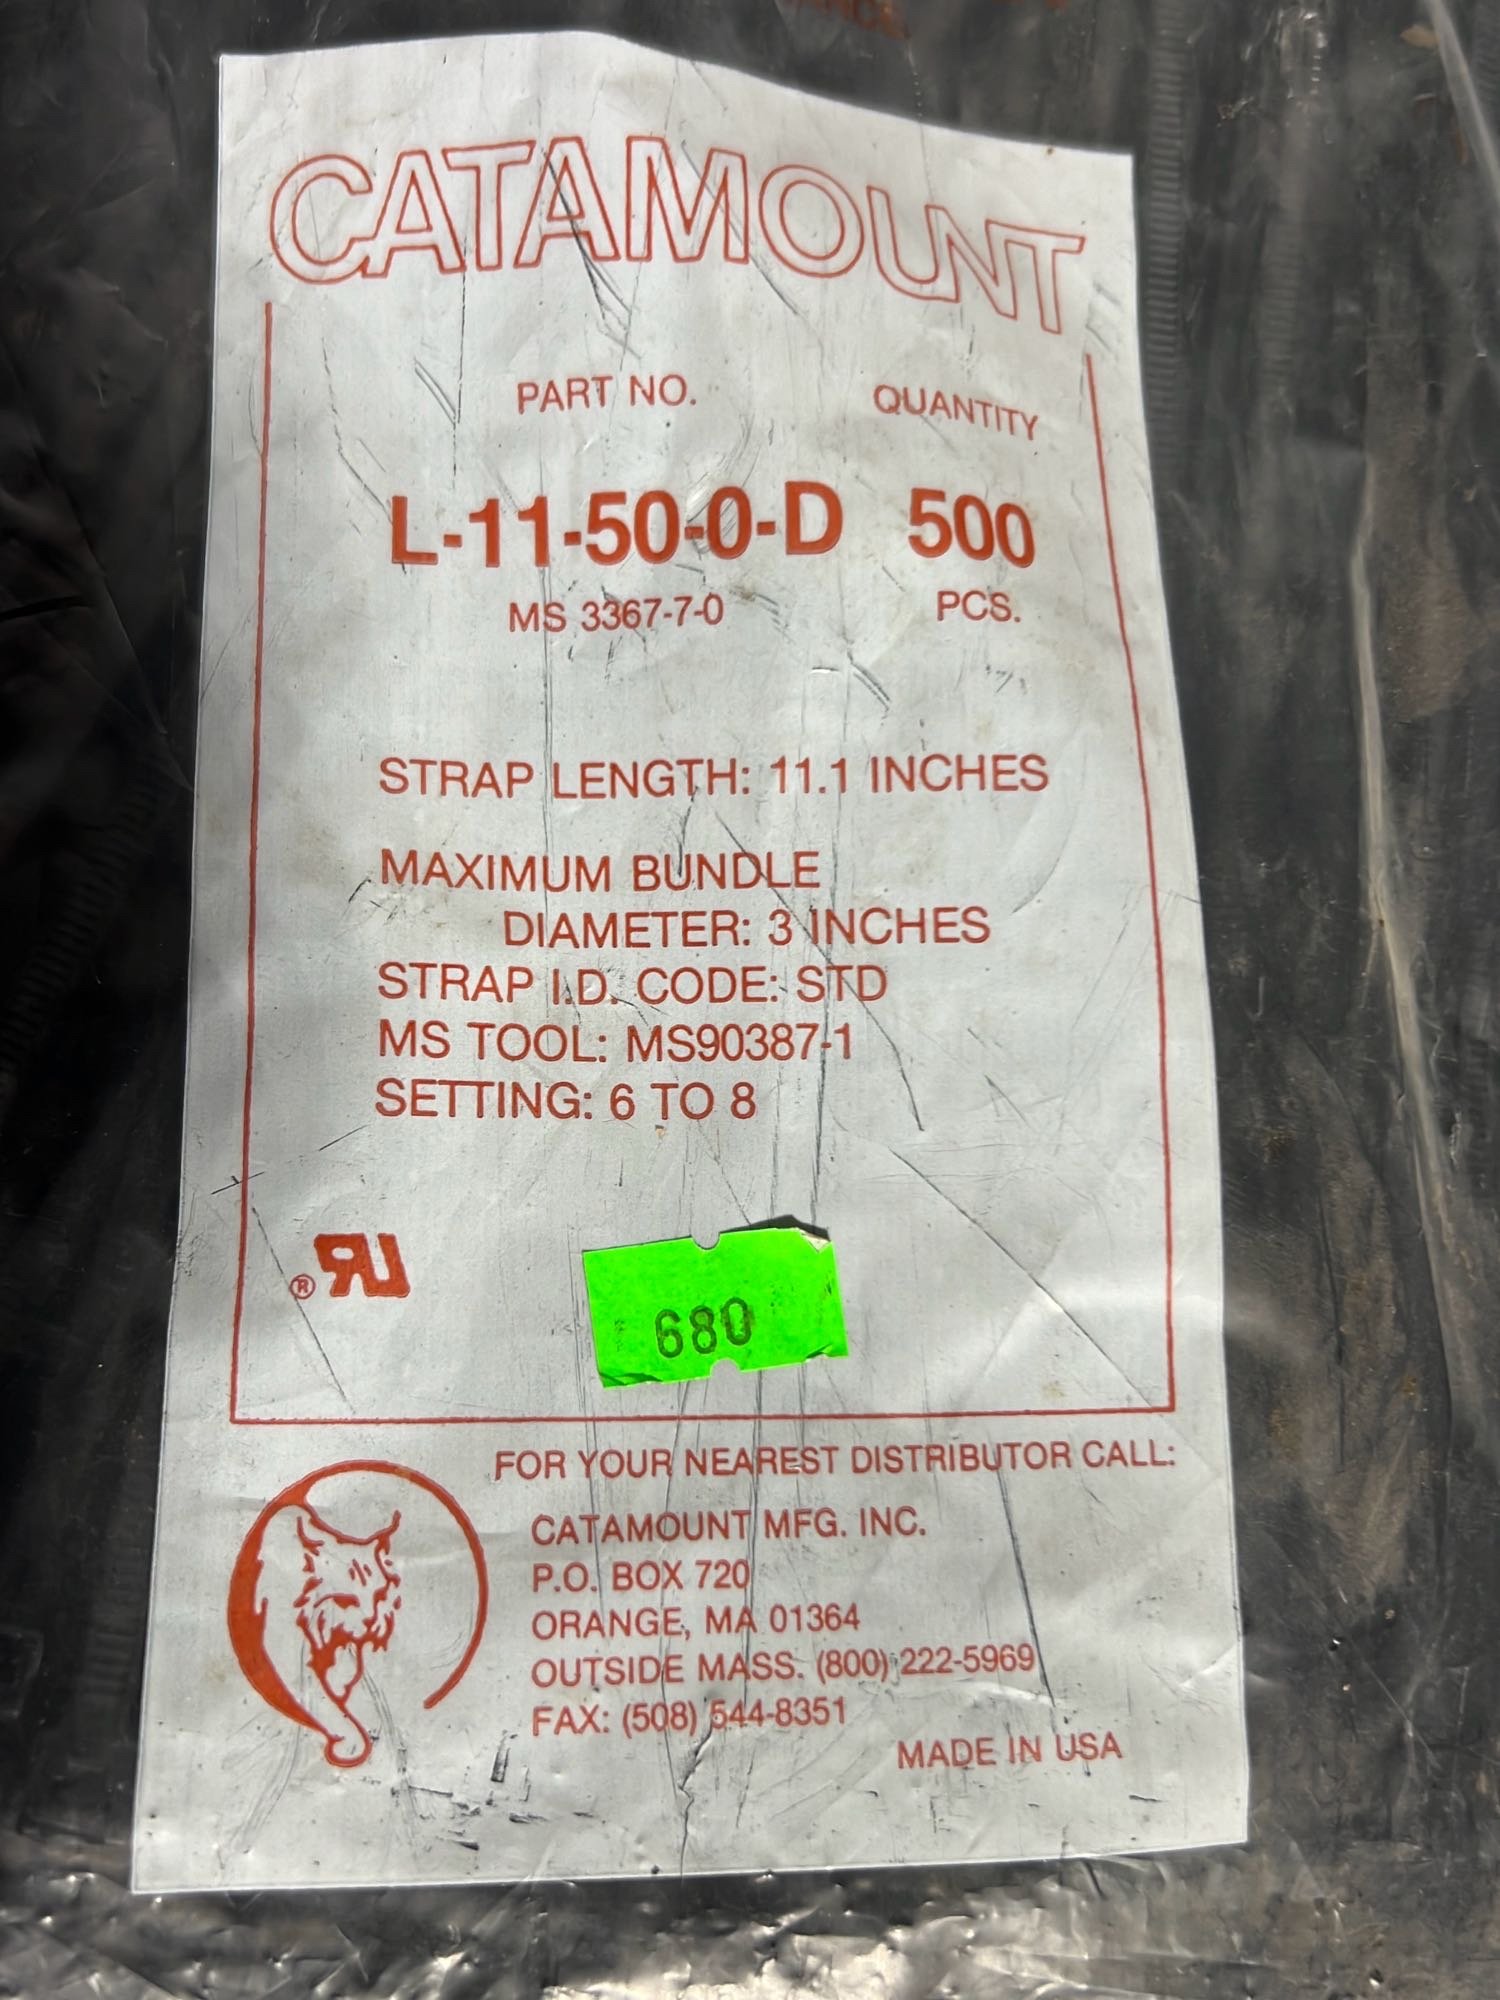 CATAMOUNT
PART NO. QUANTITY
L-11-50-0-D 500
MS 3367-7-0 PCS.
STRAP LENGTH: 11.1 INCHES
MAXIMUM BUNDLE
DIAMETER: 3 INCHES
STRAP I.D. CODE: STD
MS TOOL: MS90387-1
SETTING: 6 TO 8
® RU
680
FOR YOUR NEAREST DISTRIBUTOR CALL:
CATAMOUNT MFG. INC.
P.O. BOX 720
ORANGE, MA 01364
OUTSIDE MASS. (800) 222-5969
FAX: (508) 544-8351
MADE IN USA